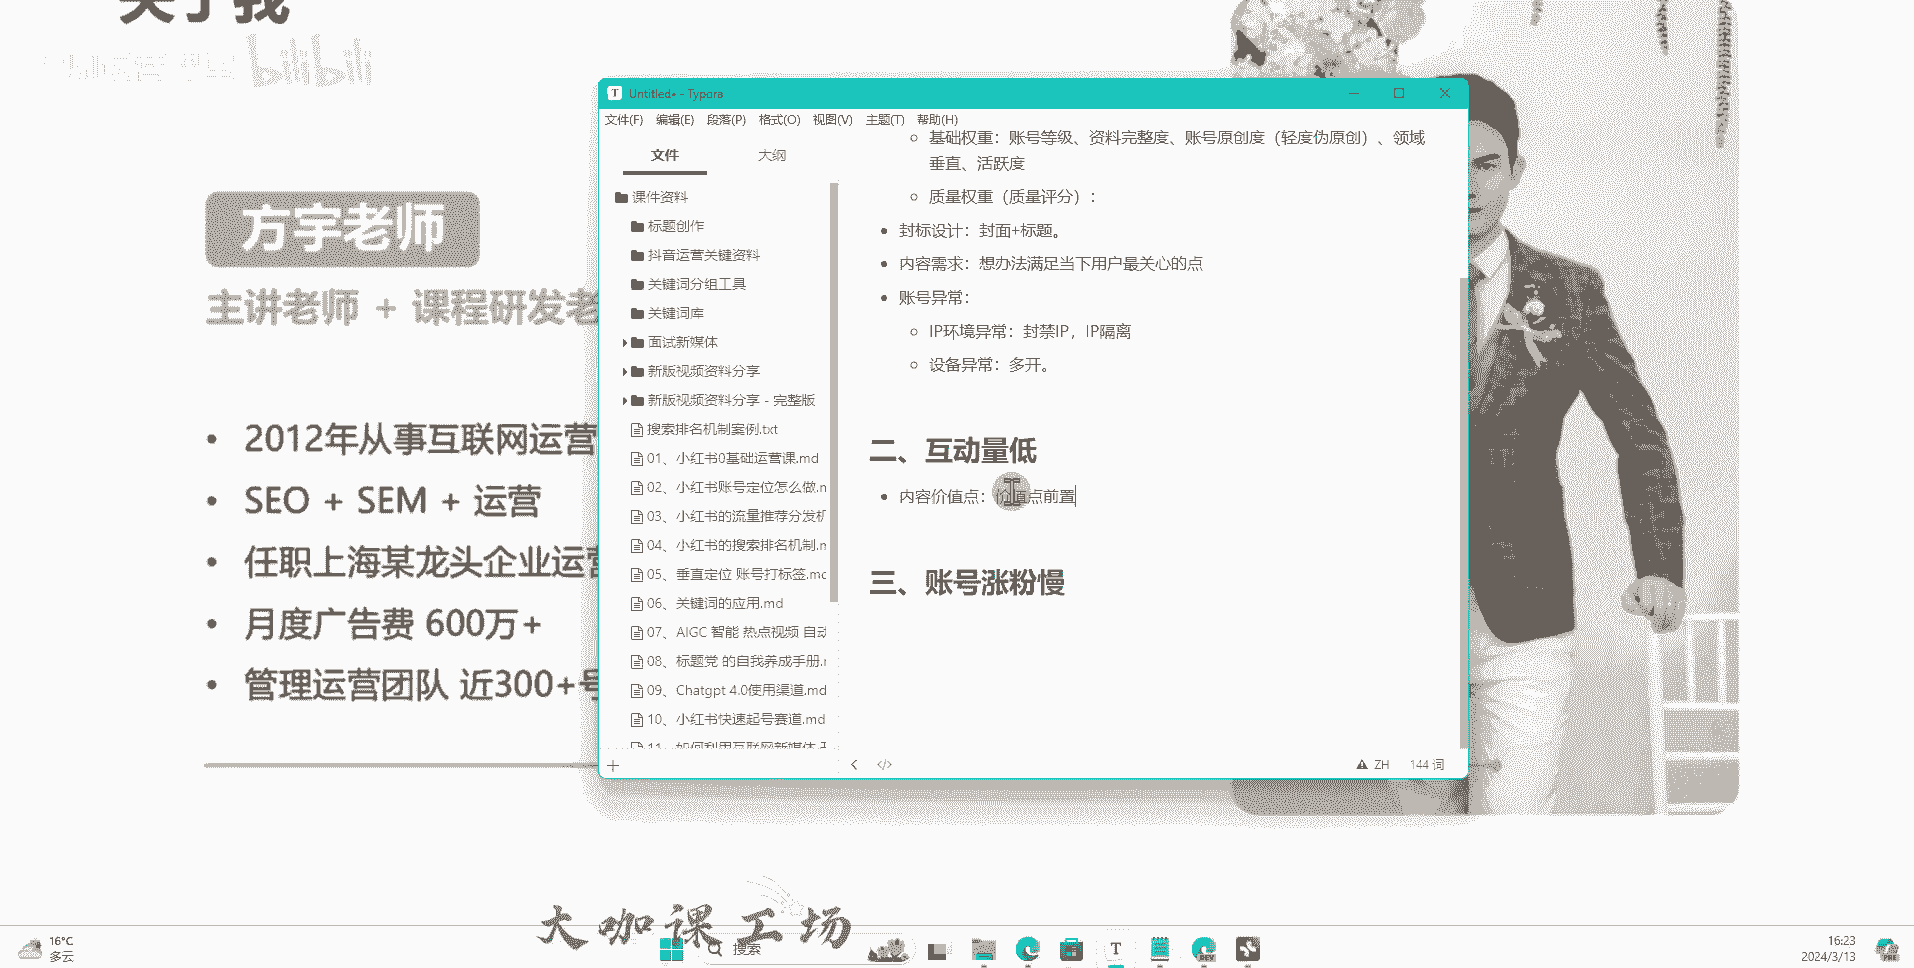 关于我
bilibili
方宇老师
主讲老师 + 课程研发老
• 2012年从事互联网运营
• SEO + SEM + 运营
• 任职上海某龙头企业运营
• 月度广告费 600万+
• 管理运营团队 近300+号
Untitled• - Typora
文件(F) 编辑(E) 段落(P) 格式(O) 视图(V) 主题(T) 帮助(H)
文件 大纲
课件资料
标题创作
抖音运营关键资料
关键词分组工具
关键词库
面试新媒体
新版视频资料分享
新版视频资料分享 - 完整版
搜索排名机制案例.txt
01、小红书0基础运营课.md
02、小红书账号定位怎么做.n
03、小红书的流量推荐分发机
04、小红书的搜索排名机制.n
05、垂直定位 账号打标签.mc
06、关键词的应用.md
07、AIGC 智能 热点视频 自动
08、标题党 的自我养成手册.r
09、Chatgpt 4.0使用渠道.md
10、小红书快速起号赛道.md
11、如何利用互联网新媒体
基础权重：账号等级、资料完整度、账号原创度（轻度伪原创）、领域
垂直、活跃度
质量权重（质量评分）：
封标设计：封面+标题。
内容需求：想办法满足当下用户最关心的点
账号异常：
IP环境异常：封禁IP，IP隔离
设备异常：多开。
二、互动量低
内容价值点：价值点前置
三、账号涨粉慢
ZH 144 词
大咖课工场
16°C
多云
搜索
16:23
2024/3/13